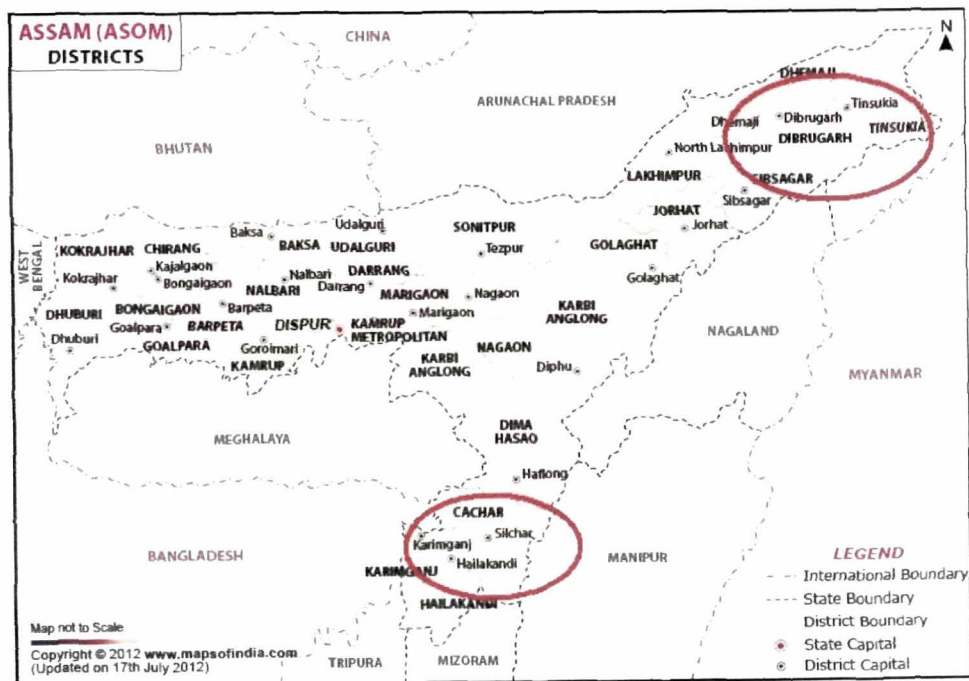 ASSAM (ASOM)
DISTRICTS
CHINA
N
ARUNACHAL PRADESH
BHUTAN
DHEMAJI
Tinsukia
Dhemaji
Dibrugarh
TINSUKIA
DIBRUGARH
North Lakhimpur
LAKHIMPUR
SIBSAGAR
Sibsagar
JORHAT
Jorhat
WEST
BENGAL
KOKRAJHAR
CHIRANG
Baksa
BAKSA
Udalguri
UDALGURI
SONITPUR
Tezpur
GOLAGHAT
Golaghat
Kokrajhar
Kajalgaon
Bongaigaon
Nalbari
NALBARI
DARRANG
Darrang
MARIGAON
Nagaon
Marigaon
KARBI
ANGLONG
DHUBURI
Dhuburi
BONGAIGAON
Barpeta
Goalpara
BARPETA
GOALPARA
DISPUR
Goroimari
KAMRUP
KAMRUP
METROPOLITAN
KARBI
ANGLONG
NAGAON
Diphu
NAGALAND
MYANMAR
MEGHALAYA
DIMA
HASAO
Haflong
CACHAR
Karimganj
Silchar
Hailakandi
KARIMGANJ
HAILAKANDI
BANGLADESH
MANIPUR
TRIPURA
MIZORAM
LEGEND
International Boundary
State Boundary
District Boundary
State Capital
District Capital
Map not to Scale
Copyright © 2012 www.mapsofindia.com
(Updated on 17th July 2012)